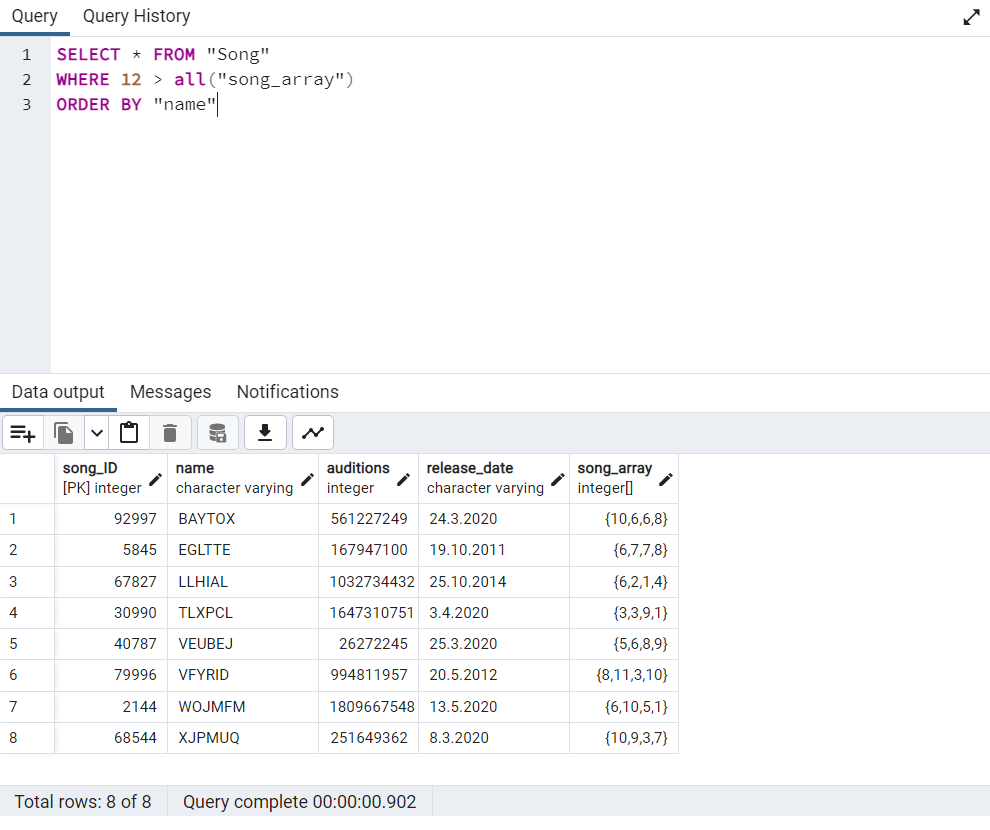 Query Query History
1 SELECT * FROM "Song"
2 WHERE 12 > all("song_array")
3 ORDER BY "name"
Data output Messages Notifications
song_ID name auditions release_date song_array
[PK] integer character varying integer character varying integer[]
1 92997 BAYTOX 561227249 24.3.2020 {10,6,6,8}
2 5845 EGLTTE 167947100 19.10.2011 {6,7,7,8}
3 67827 LLHIAL 1032734432 25.10.2014 {6,2,1,4}
4 30990 TLXPCL 1647310751 3.4.2020 {3,3,9,1}
5 40787 VEUBEJ 26272245 25.3.2020 {5,6,8,9}
6 79996 VFYRID 994811957 20.5.2012 {8,11,3,10}
7 2144 WOJMFM 1809667548 13.5.2020 {6,10,5,1}
8 68544 XJPMUQ 251649362 8.3.2020 {10,9,3,7}
Total rows: 8 of 8 Query complete 00:00:00.902